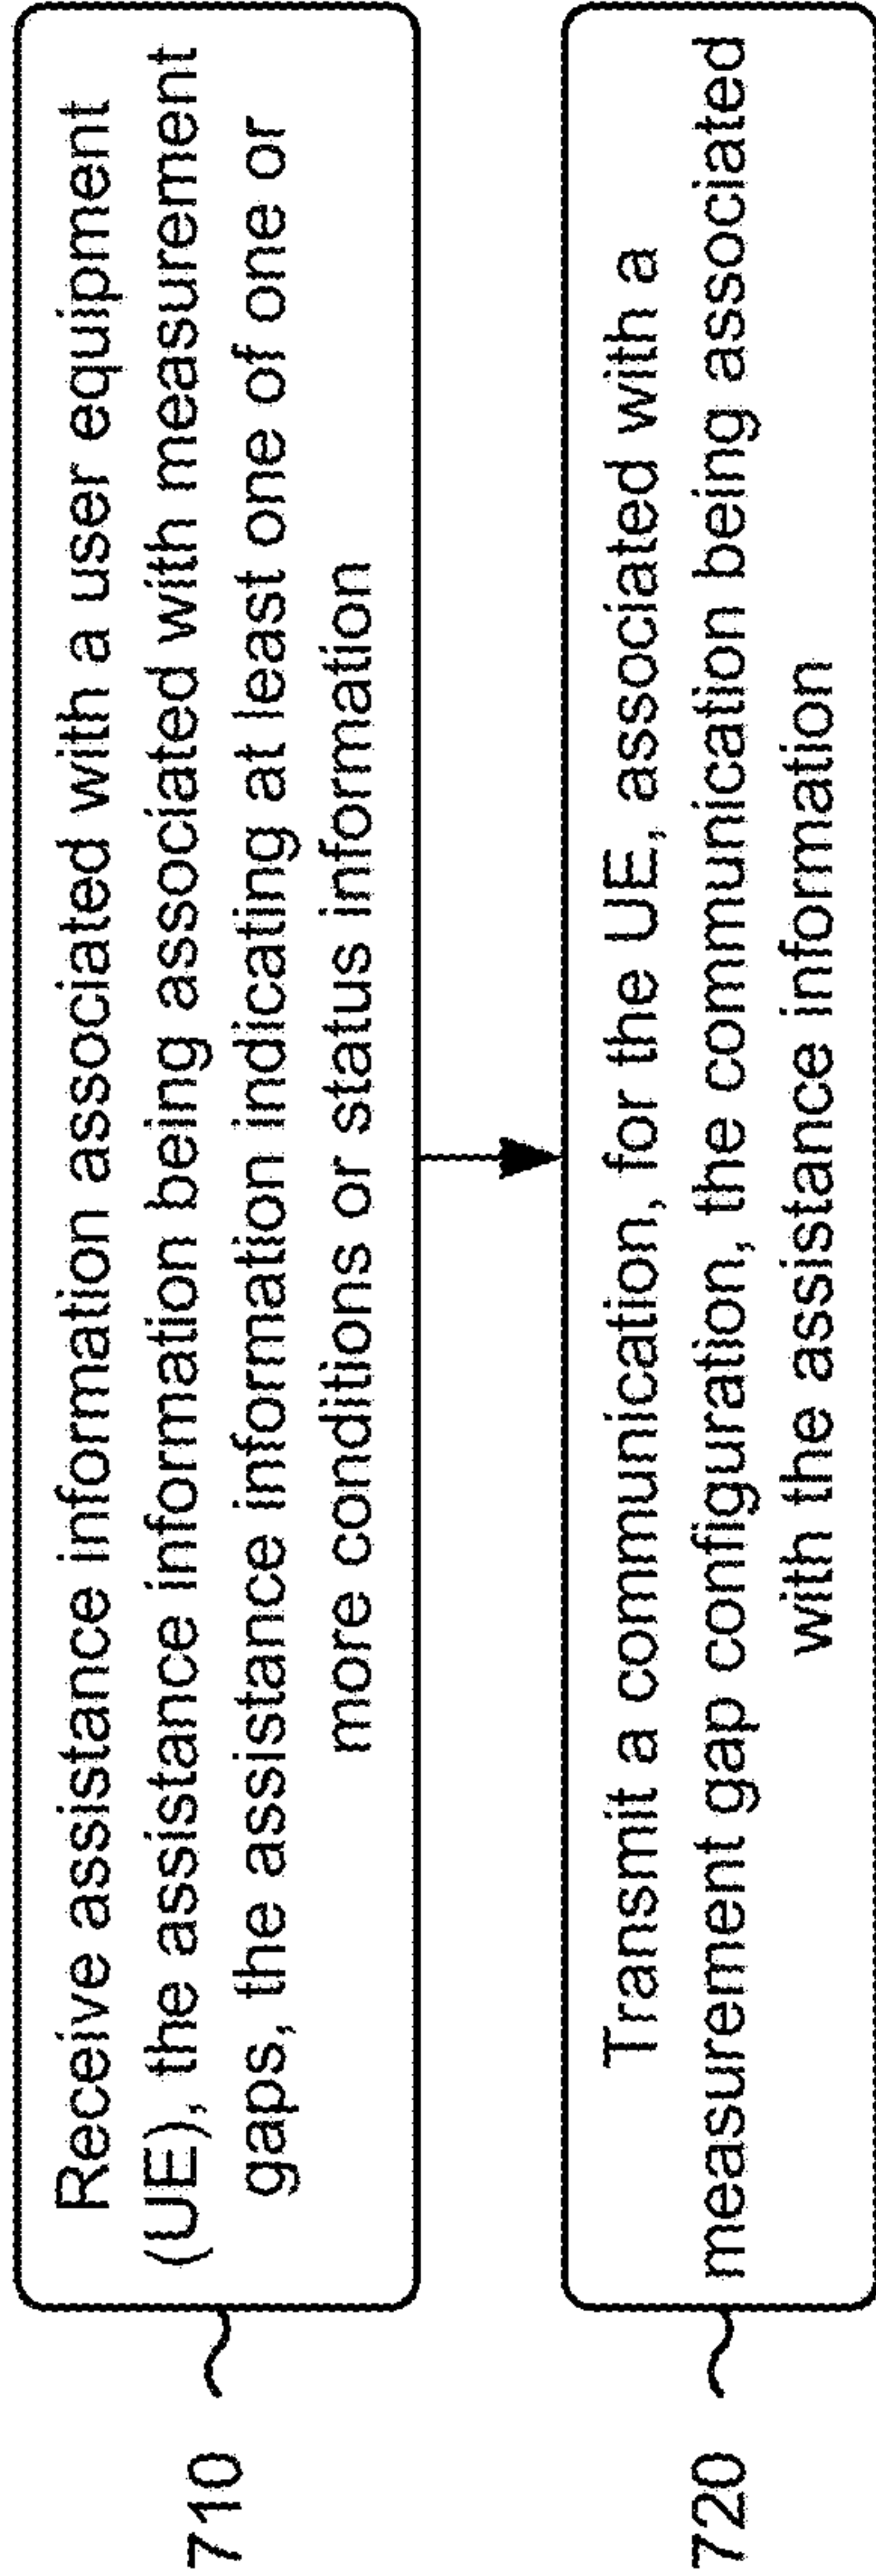 710
Receive assistance information associated with a user equipment
(UE), the assistance information being associated with measurement
gaps, the assistance information indicating at least one of one or
more conditions or status information
720
Transmit a communication, for the UE, associated with a
measurement gap configuration, the communication being associated
with the assistance information